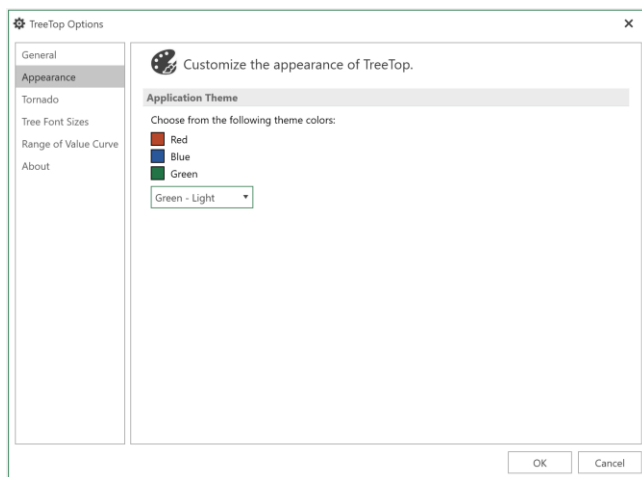 TreeTop Options
General
Appearance
Tornado
Tree Font Sizes
Range of Value Curve
About
Customize the appearance of TreeTop.
Application Theme
Choose from the following theme colors:
Red
Blue
Green
Green - Light
OK
Cancel